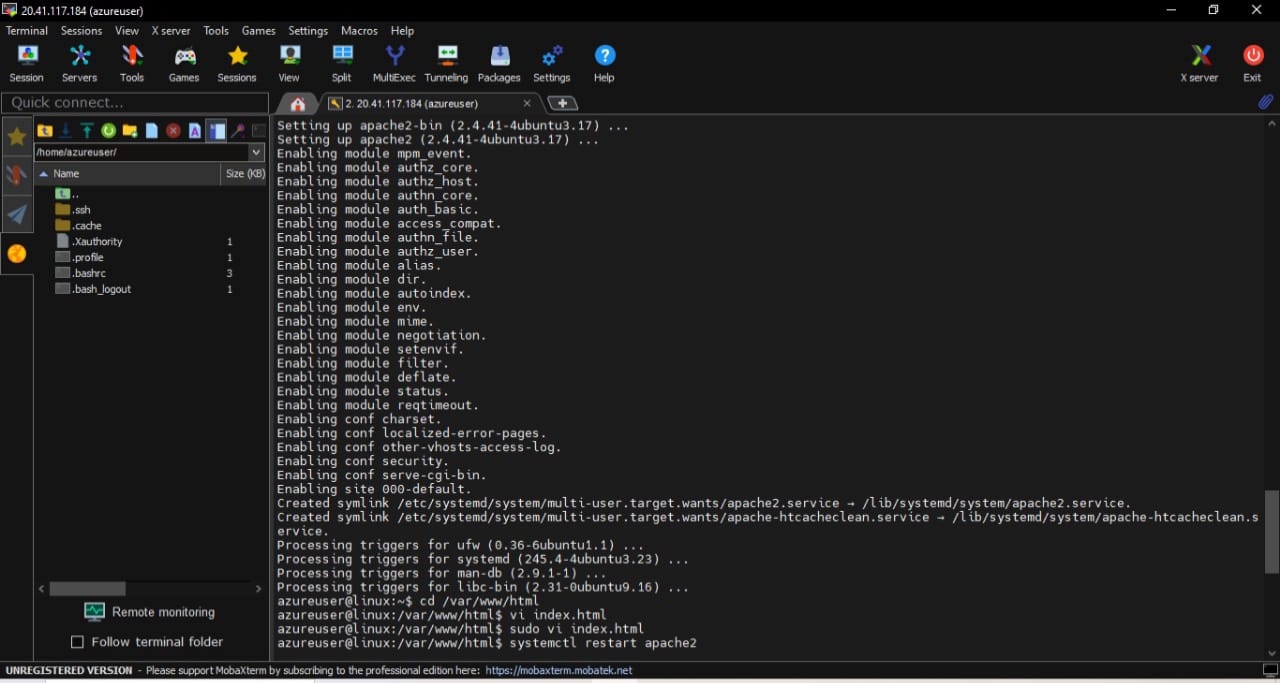 20.41.117.184 (azureuser)
Terminal Sessions View X server Tools Games Settings Macros Help
Session Servers Tools Games Sessions View Split MultiExec Tunneling Packages Settings Help X server Exit
Quick connect...
2. 20.41.117.184 (azureuser)
/home/azureuser/
Name Size (KB)
..
.ssh
.cache
.Xauthority 1
.profile 1
.bashrc 3
.bash_logout 1
Remote monitoring
Follow terminal folder
Setting up apache2-bin (2.4.41-4ubuntu3.17) ...
Setting up apache2 (2.4.41-4ubuntu3.17) ...
Enabling module mpm_event.
Enabling module authz_core.
Enabling module authz_host.
Enabling module authn_core.
Enabling module auth_basic.
Enabling module access_compat.
Enabling module authn_file.
Enabling module authz_user.
Enabling module alias.
Enabling module dir.
Enabling module autoindex.
Enabling module env.
Enabling module mime.
Enabling module negotiation.
Enabling module setenvif.
Enabling module filter.
Enabling module deflate.
Enabling module status.
Enabling module reqtimeout.
Enabling conf charset.
Enabling conf localized-error-pages.
Enabling conf other-vhosts-access-log.
Enabling conf security.
Enabling conf serve-cgi-bin.
Enabling site 000-default.
Created symlink /etc/systemd/system/multi-user.target.wants/apache2.service → /lib/systemd/system/apache2.service.
Created symlink /etc/systemd/system/multi-user.target.wants/apache-htcacheclean.service → /lib/systemd/system/apache-htcacheclean.s
ervice.
Processing triggers for ufw (0.36-6ubuntu1.1) ...
Processing triggers for systemd (245.4-4ubuntu3.23) ...
Processing triggers for man-db (2.9.1-1) ...
Processing triggers for libc-bin (2.31-0ubuntu9.16) ...
azureuser@linux:~$ cd /var/www/html
azureuser@linux:/var/www/html$ vi index.html
azureuser@linux:/var/www/html$ sudo vi index.html
azureuser@linux:/var/www/html$ systemctl restart apache2
UNREGISTERED VERSION - Please support MobaXterm by subscribing to the professional edition here: https://mobaxterm.mobatek.net